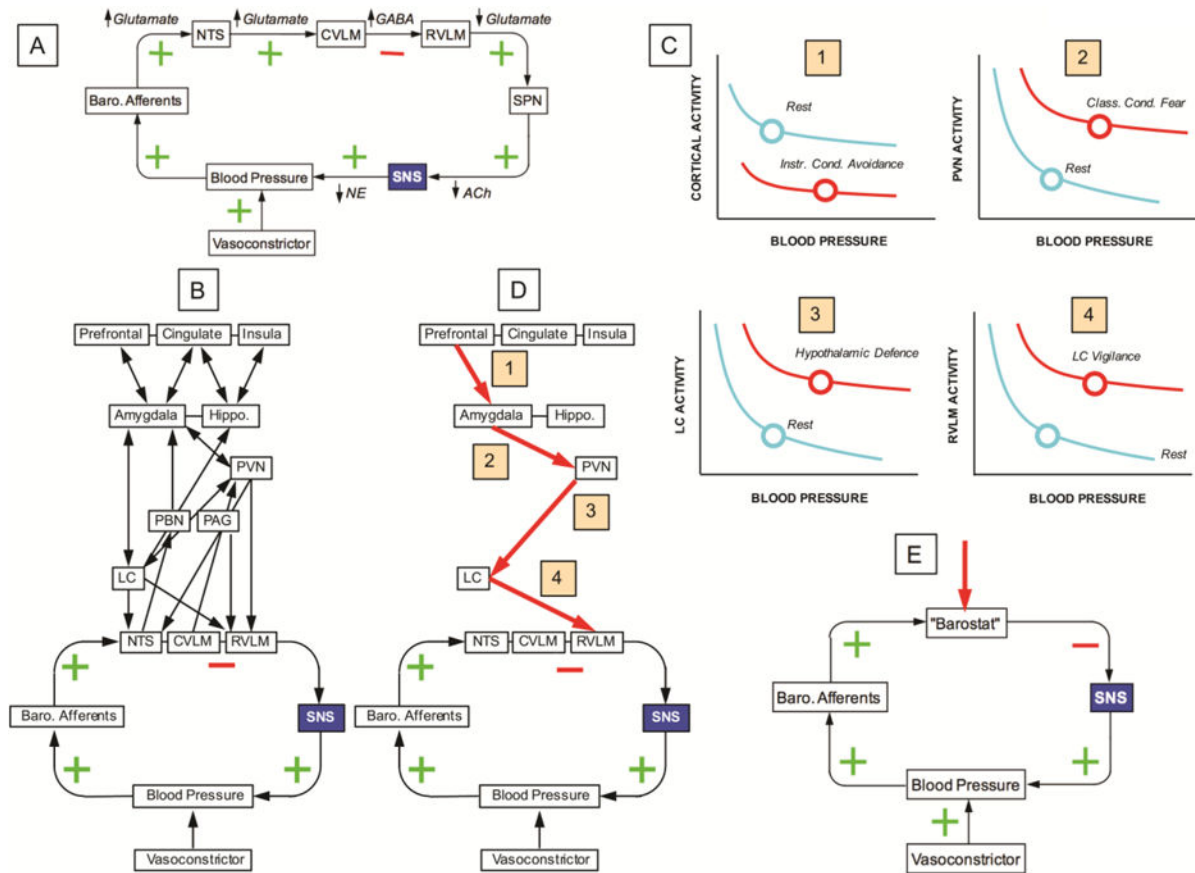 A
↑ Glutamate
↑ Glutamate
↑ GABA
↓ Glutamate
NTS
CVLM
RVLM
+
+
−
+
Baro. Afferents
SPN
+
+
+
Blood Pressure
SNS
↓ NE
↓ ACh
+
Vasoconstrictor
B
Prefrontal
Cingulate
Insula
Amygdala
Hippo.
PVN
PBN
PAG
LC
NTS
CVLM
RVLM
+
−
Baro. Afferents
SNS
+
+
Blood Pressure
Vasoconstrictor
C
1
CORTICAL ACTIVITY
Rest
Instr. Cond. Avoidance
BLOOD PRESSURE
2
PVN ACTIVITY
Class. Cond. Fear
Rest
BLOOD PRESSURE
3
LC ACTIVITY
Hypothalamic Defence
Rest
BLOOD PRESSURE
4
RVLM ACTIVITY
LC Vigilance
Rest
BLOOD PRESSURE
D
Prefrontal
Cingulate
Insula
1
Amygdala
Hippo.
2
PVN
3
LC
4
NTS
CVLM
RVLM
+
−
Baro. Afferents
SNS
+
+
Blood Pressure
Vasoconstrictor
E
"Barostat"
+
−
Baro. Afferents
SNS
+
+
Blood Pressure
+
Vasoconstrictor